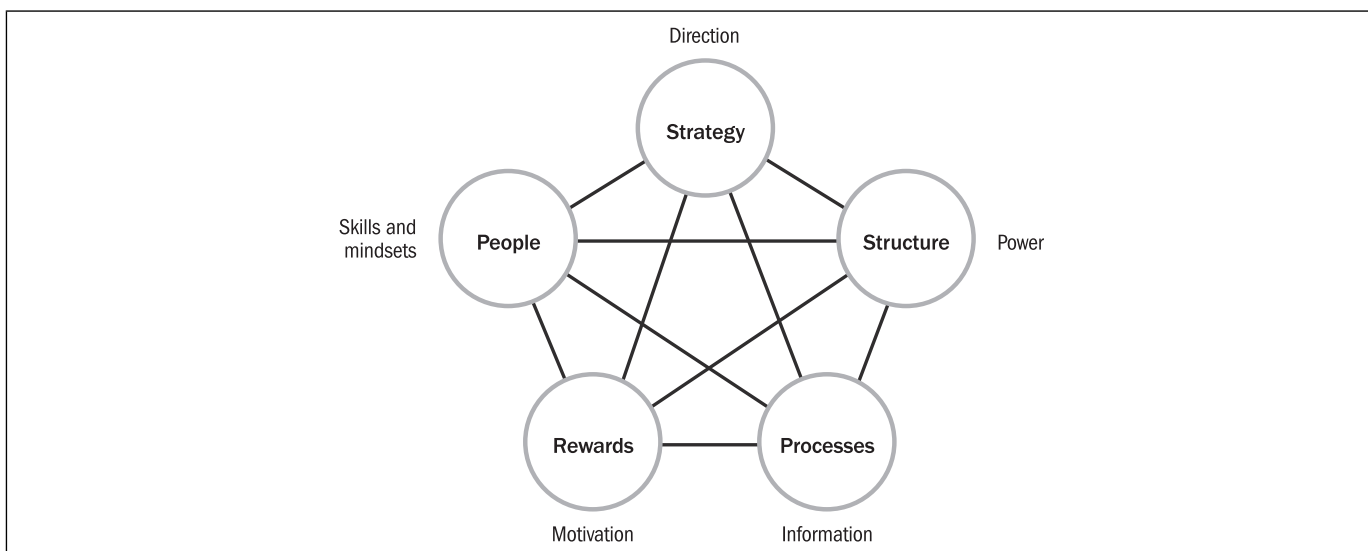 Direction
Strategy
Skills and
mindsets
People
Structure
Power
Rewards
Processes
Motivation
Information